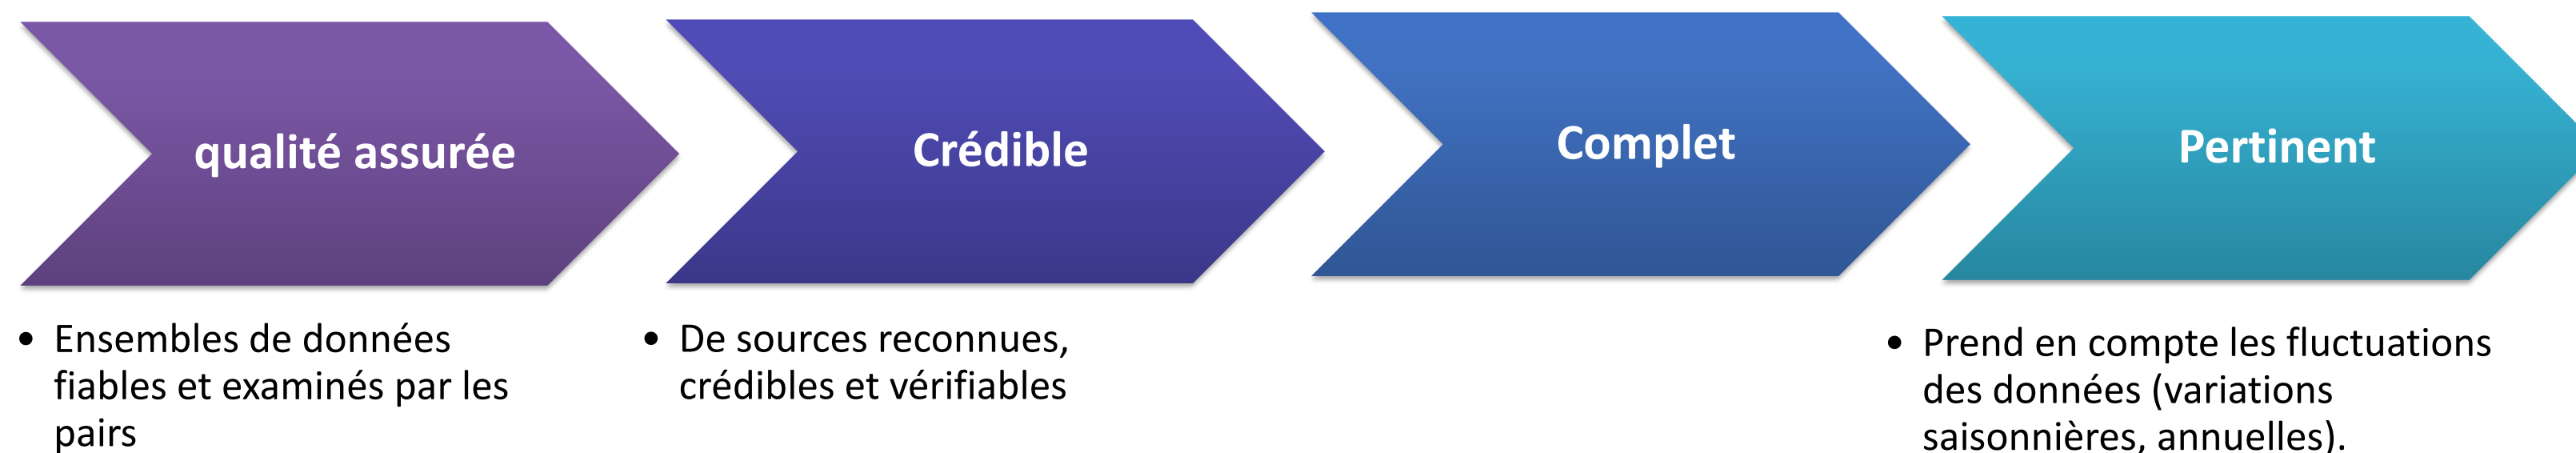 qualité assurée
Crédible
Complet
Pertinent
• Ensembles de données
fiables et examinés par les
pairs
• De sources reconnues,
crédibles et vérifiables
• Prend en compte les fluctuations
des données (variations
saisonnières, annuelles).